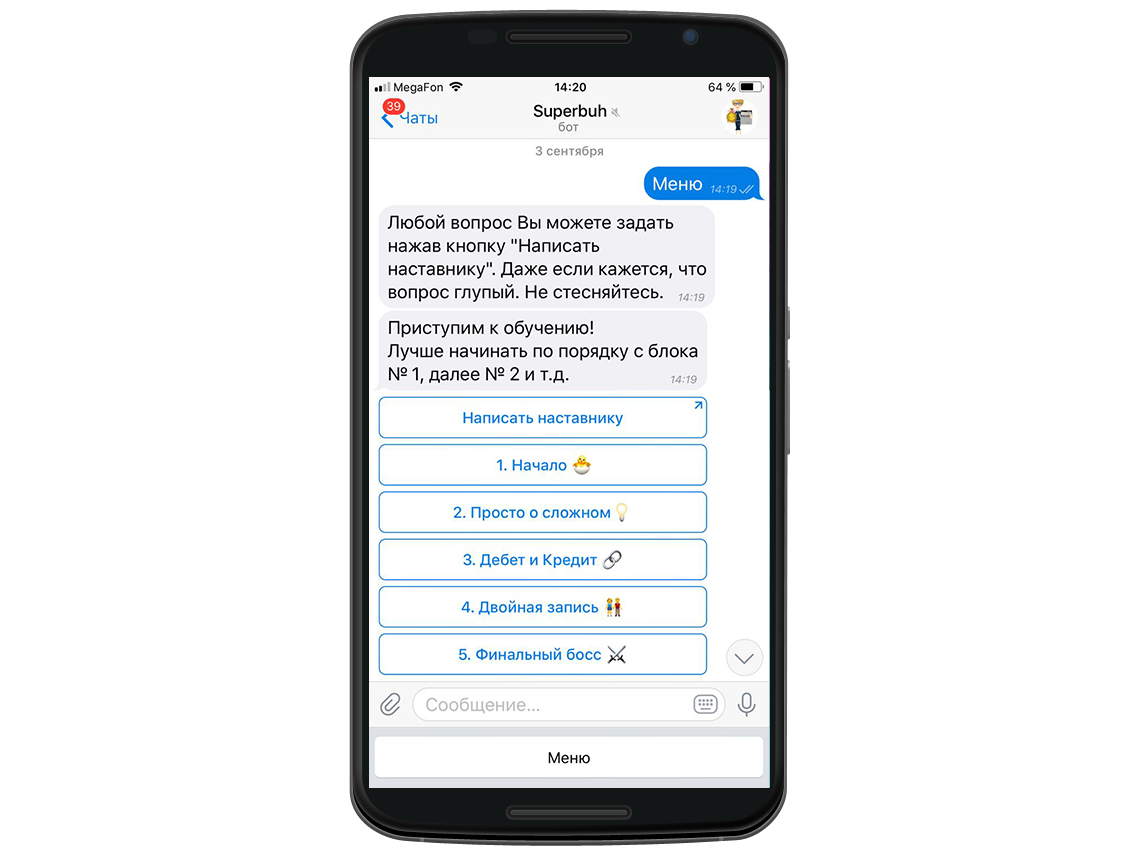 MegaFon 14:20 64 %
39
Чаты Superbuh
бот
3 сентября
Меню 14:19
Любой вопрос Вы можете задать
нажав кнопку "Написать
наставнику". Даже если кажется, что
вопрос глупый. Не стесняйтесь. 14:19
Приступим к обучению!
Лучше начинать по порядку с блока
№ 1, далее № 2 и т.д. 14:19
Написать наставнику
1. Начало 🐣
2. Просто о сложном 💡
3. Дебет и Кредит 🔗
4. Двойная запись 👫
5. Финальный босс ⚔
Сообщение...
Меню